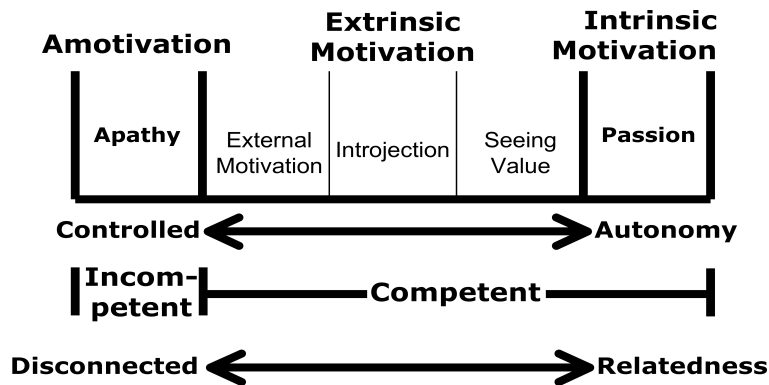 Amotivation
Extrinsic
Motivation
Intrinsic
Motivation
Apathy
External
Motivation
Introjection
Seeing
Value
Passion
Controlled
Autonomy
Incom-
petent
Competent
Disconnected
Relatedness